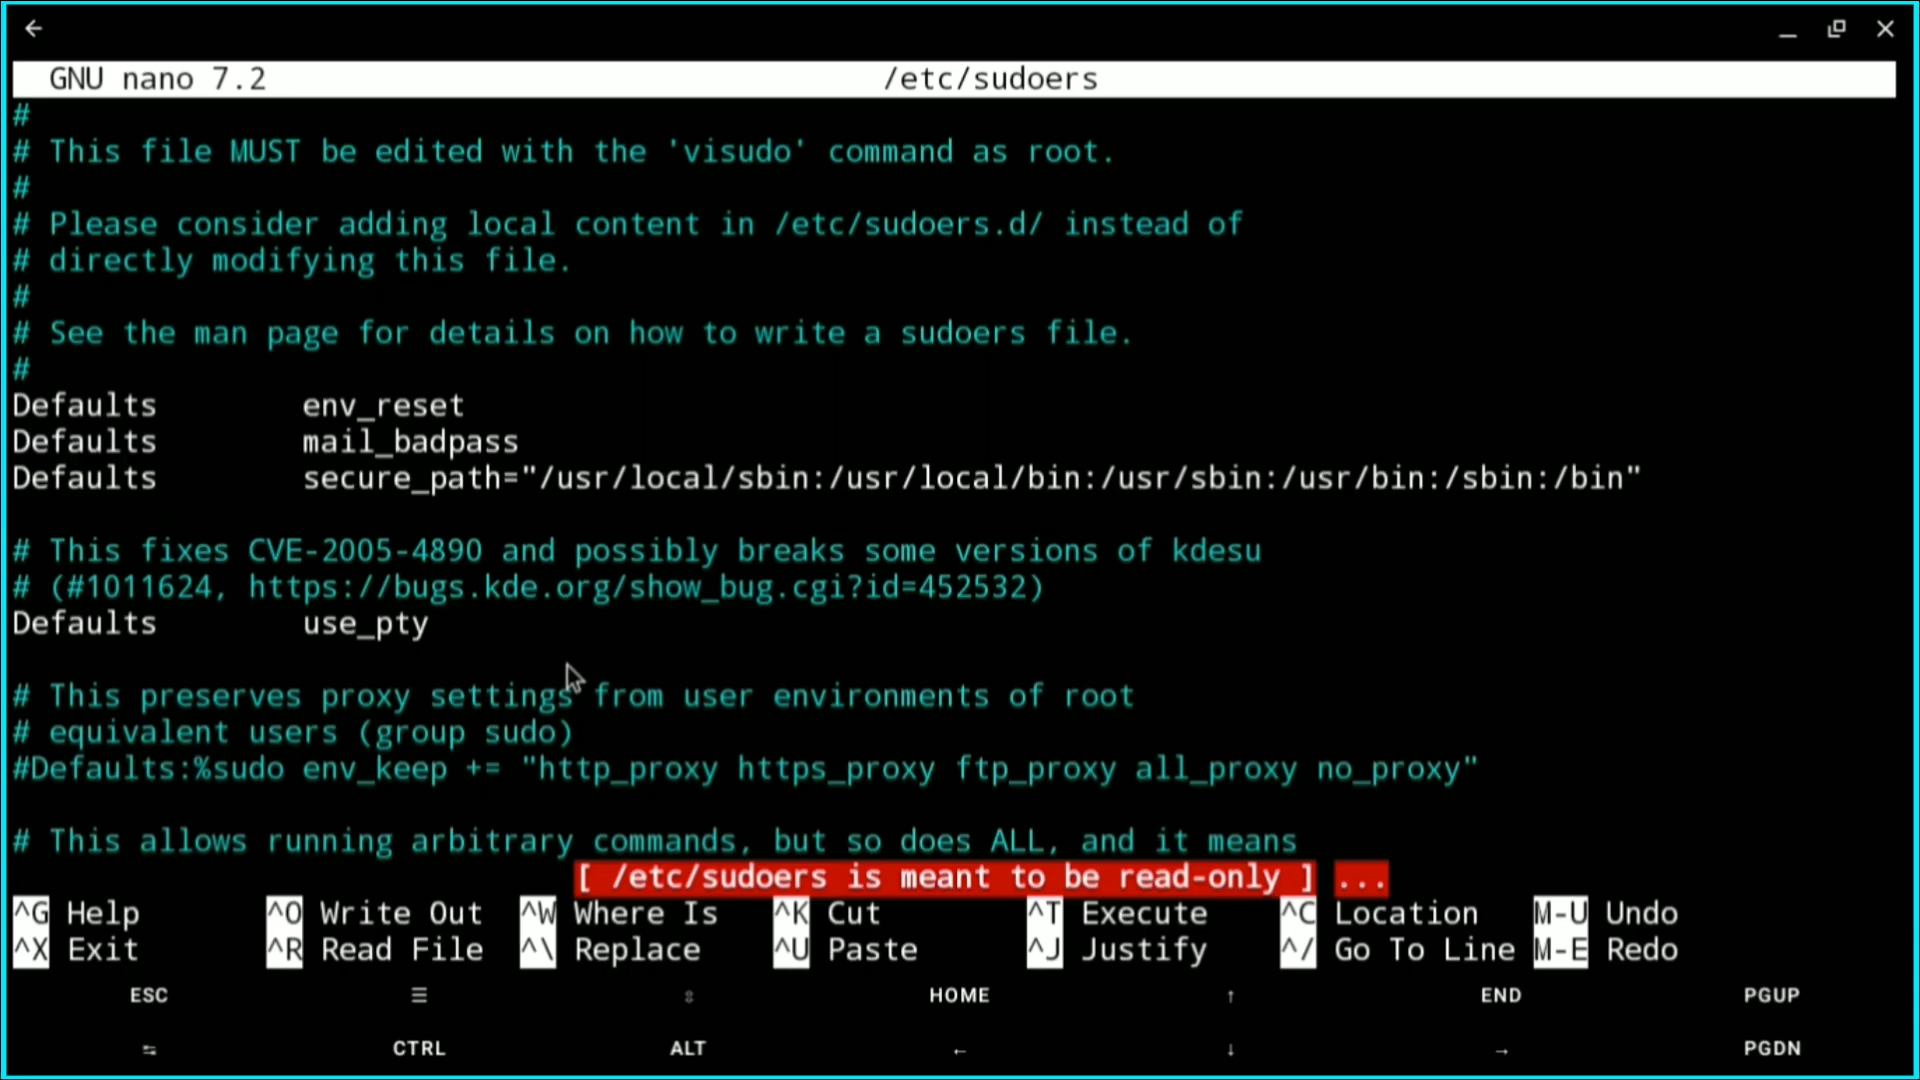 GNU nano 7.2 /etc/sudoers
#
# This file MUST be edited with the 'visudo' command as root.
#
# Please consider adding local content in /etc/sudoers.d/ instead of
# directly modifying this file.
#
# See the man page for details on how to write a sudoers file.
#
Defaults env_reset
Defaults mail_badpass
Defaults secure_path="/usr/local/sbin:/usr/local/bin:/usr/sbin:/usr/bin:/sbin:/bin"
# This fixes CVE-2005-4890 and possibly breaks some versions of kdesu
# (#1011624, https://bugs.kde.org/show_bug.cgi?id=452532)
Defaults use_pty
# This preserves proxy settings from user environments of root
# equivalent users (group sudo)
#Defaults:%sudo env_keep += "http_proxy https_proxy ftp_proxy all_proxy no_proxy"
# This allows running arbitrary commands, but so does ALL, and it means
[ /etc/sudoers is meant to be read-only ] ...
^G Help ^O Write Out ^W Where Is ^K Cut ^T Execute ^C Location M-U Undo
^X Exit ^R Read File ^\ Replace ^U Paste ^J Justify ^/ Go To Line M-E Redo
ESC ☰ ⇳ HOME ↑ END PGUP
⇆ CTRL ALT ← ↓ → PGDN